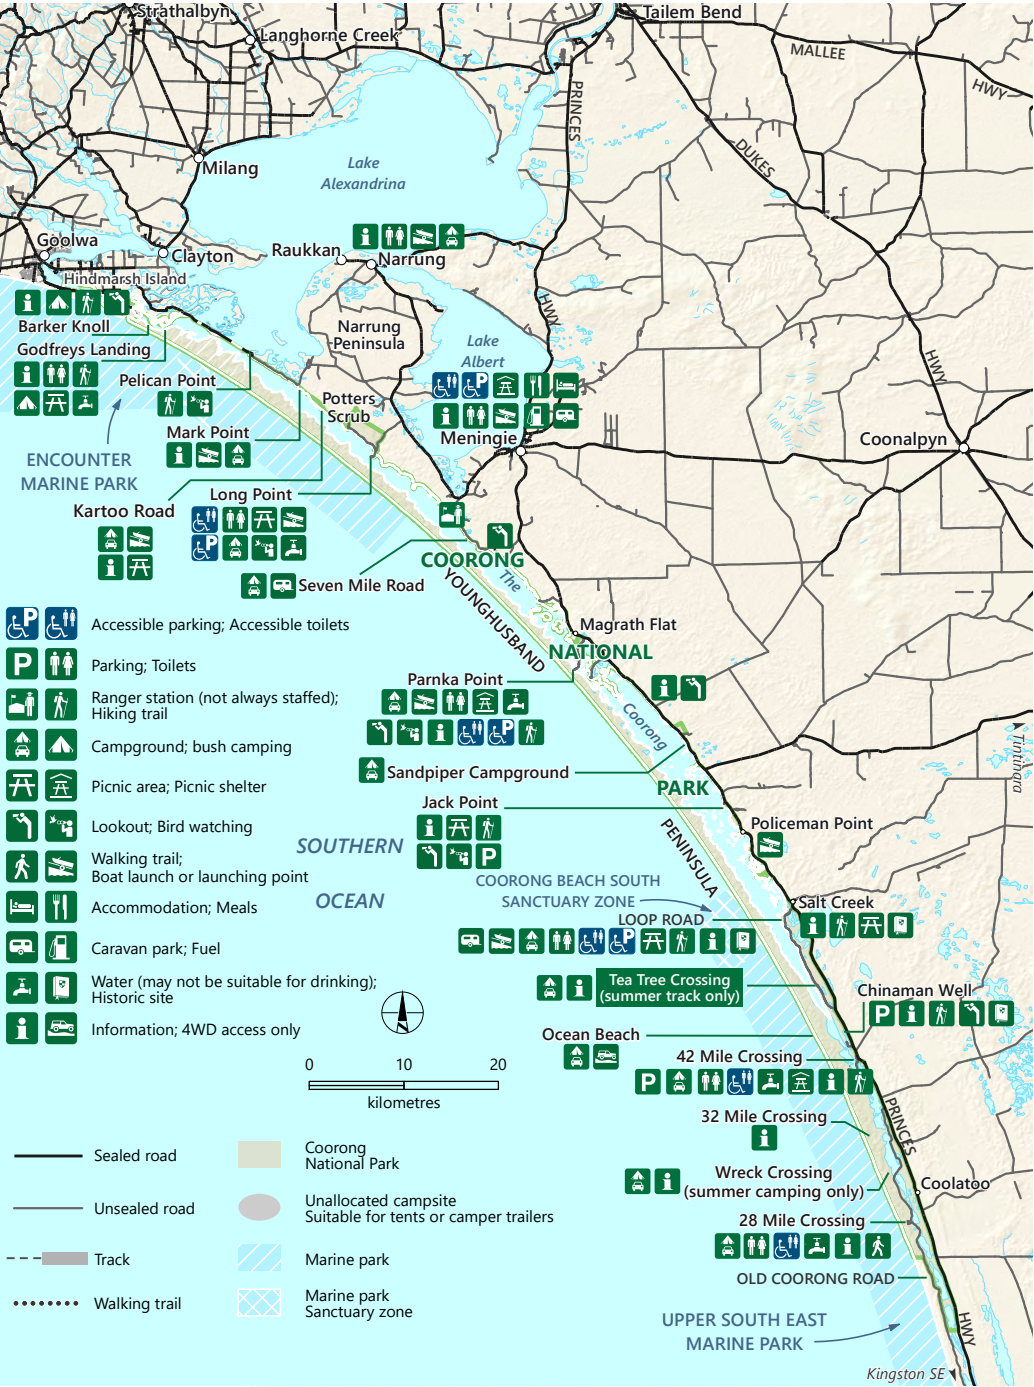 Strathalbyn
Tailem Bend
Langhorne Creek
MALLEE
HWY
PRINCES
DUKES
Lake
Alexandrina
Milang
Goolwa
Clayton
Raukkan
Narrung
Hindmarsh Island
HWY
Barker Knoll
Narrung
Peninsula
Lake
Albert
Godfreys Landing
HWY
Pelican Point
P
Potters
Scrub
Mark Point
Meningie
Coonalpyn
ENCOUNTER
MARINE PARK
Long Point
Kartoo Road
P
COORONG
The
Seven Mile Road
YOUNGHUSBAND
P
Accessible parking; Accessible toilets
Magrath Flat
NATIONAL
P
Parking; Toilets
Parnka Point
Ranger station (not always staffed);
Hiking trail
P
Coorong
Tintinara
Campground; bush camping
Sandpiper Campground
Picnic area; Picnic shelter
PARK
Jack Point
Lookout; Bird watching
Policeman Point
SOUTHERN
P
PENINSULA
Walking trail;
Boat launch or launching point
COORONG BEACH SOUTH
SANCTUARY ZONE
OCEAN
Accommodation; Meals
Salt Creek
LOOP ROAD
P
Caravan park; Fuel
Tea Tree Crossing
(summer track only)
Water (may not be suitable for drinking);
Historic site
Chinaman Well
P
Information; 4WD access only
Ocean Beach
42 Mile Crossing
P
0 10 20
kilometres
PRINCES
32 Mile Crossing
Sealed road
Coorong
National Park
Wreck Crossing
(summer camping only)
Coolatoo
Unsealed road
Unallocated campsite
Suitable for tents or camper trailers
28 Mile Crossing
Track
Marine park
OLD COORONG ROAD
Walking trail
Marine park
Sanctuary zone
UPPER SOUTH EAST
MARINE PARK
HWY
Kingston SE